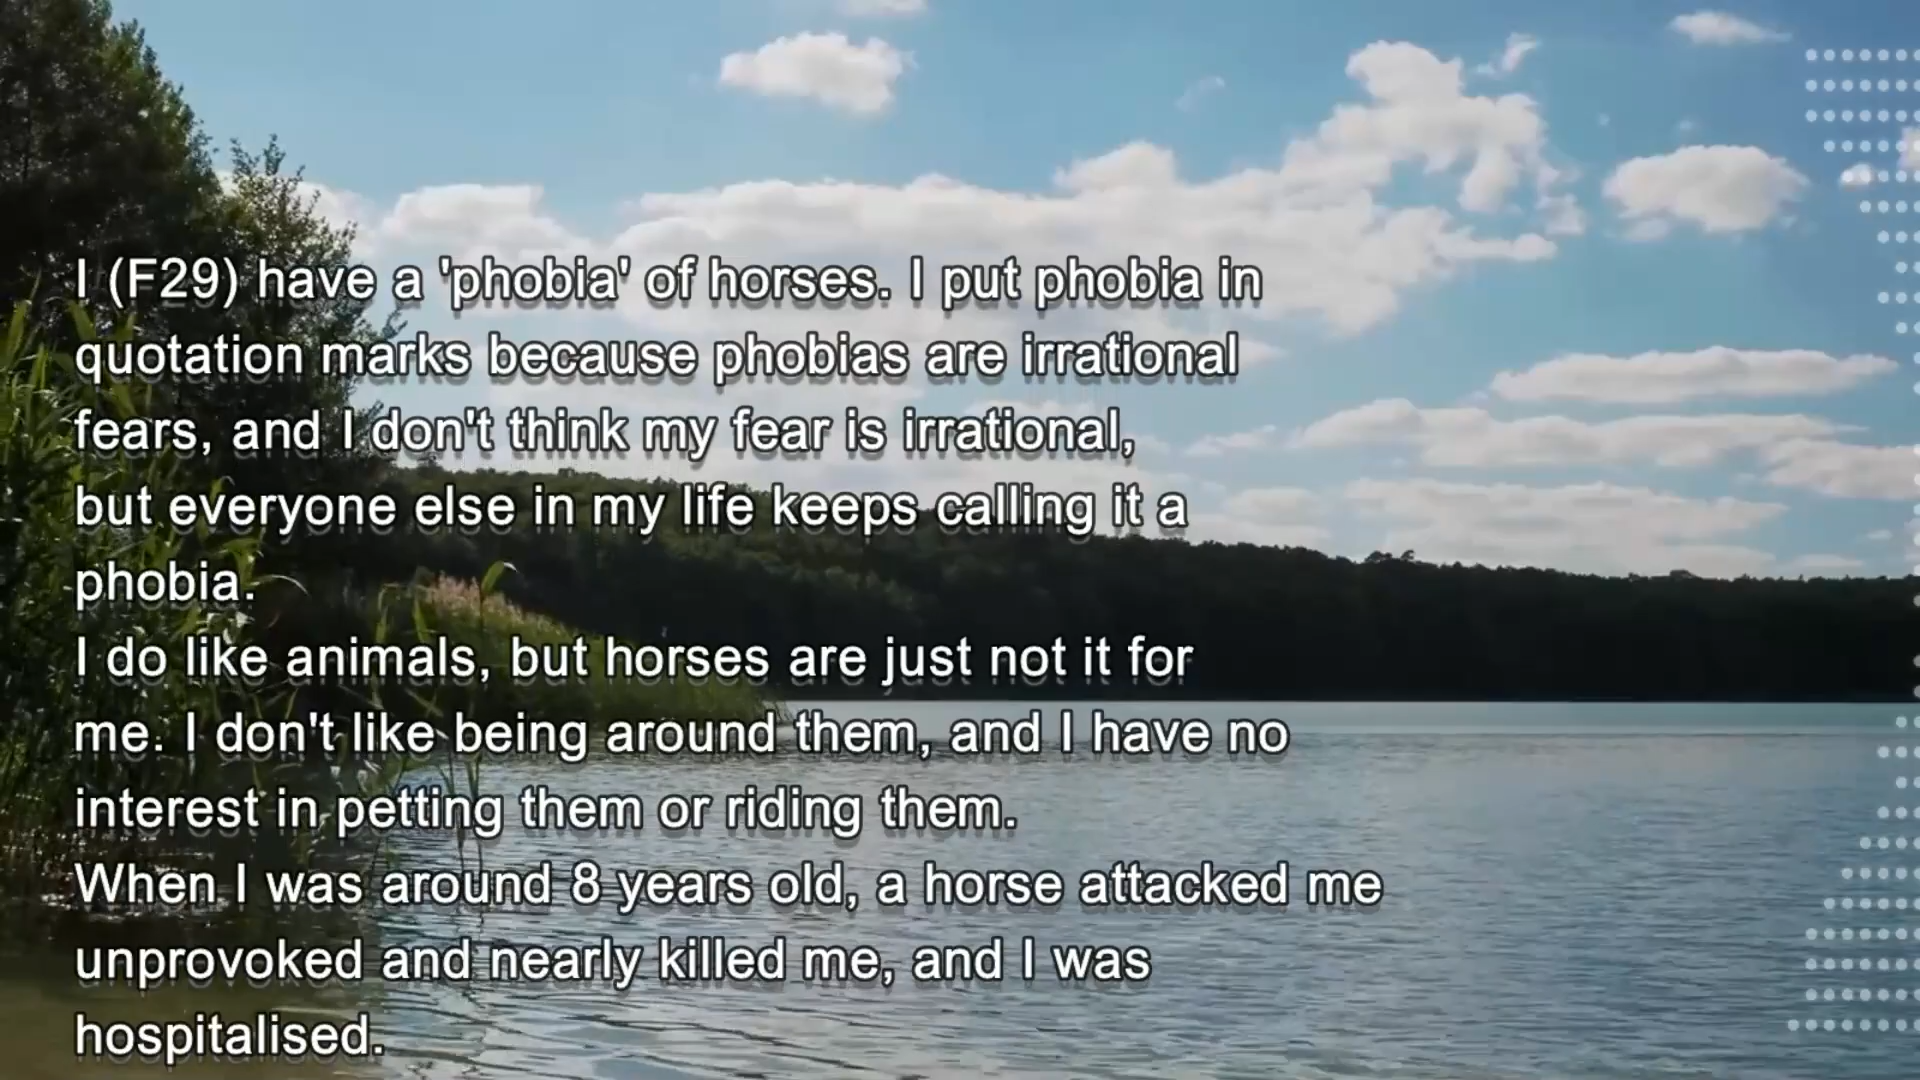 I (F29) have a 'phobia' of horses. I put phobia in
quotation marks because phobias are irrational
fears, and I don't think my fear is irrational,
but everyone else in my life keeps calling it a
phobia.
I do like animals, but horses are just not it for
me. I don't like being around them, and I have no
interest in petting them or riding them.
When I was around 8 years old, a horse attacked me
unprovoked and nearly killed me, and I was
hospitalised.